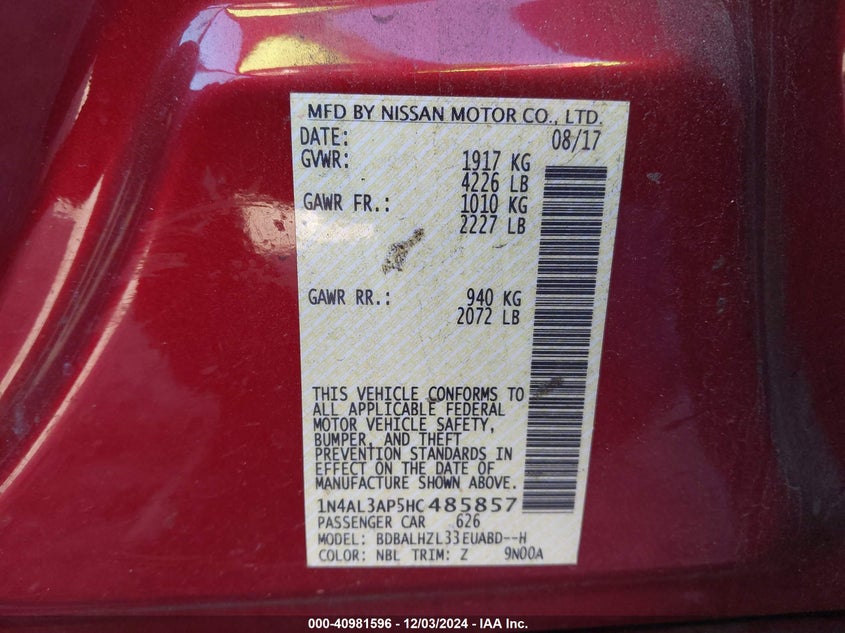 MFD BY NISSAN MOTOR CO., LTD.
DATE: 08/17
GVWR: 1917 KG
4226 LB
GAWR FR.: 1010 KG
2227 LB
GAWR RR.: 940 KG
2072 LB
THIS VEHICLE CONFORMS TO
ALL APPLICABLE FEDERAL
MOTOR VEHICLE SAFETY,
BUMPER, AND THEFT
PREVENTION STANDARDS IN
EFFECT ON THE DATE OF
MANUFACTURE SHOWN ABOVE.
1N4AL3AP5HC485857
PASSENGER CAR 626
MODEL: BDBALHZL33EUABD--H
COLOR: NBL TRIM: Z 9N00A
000-40981596 - 12/03/2024 - IAA Inc.